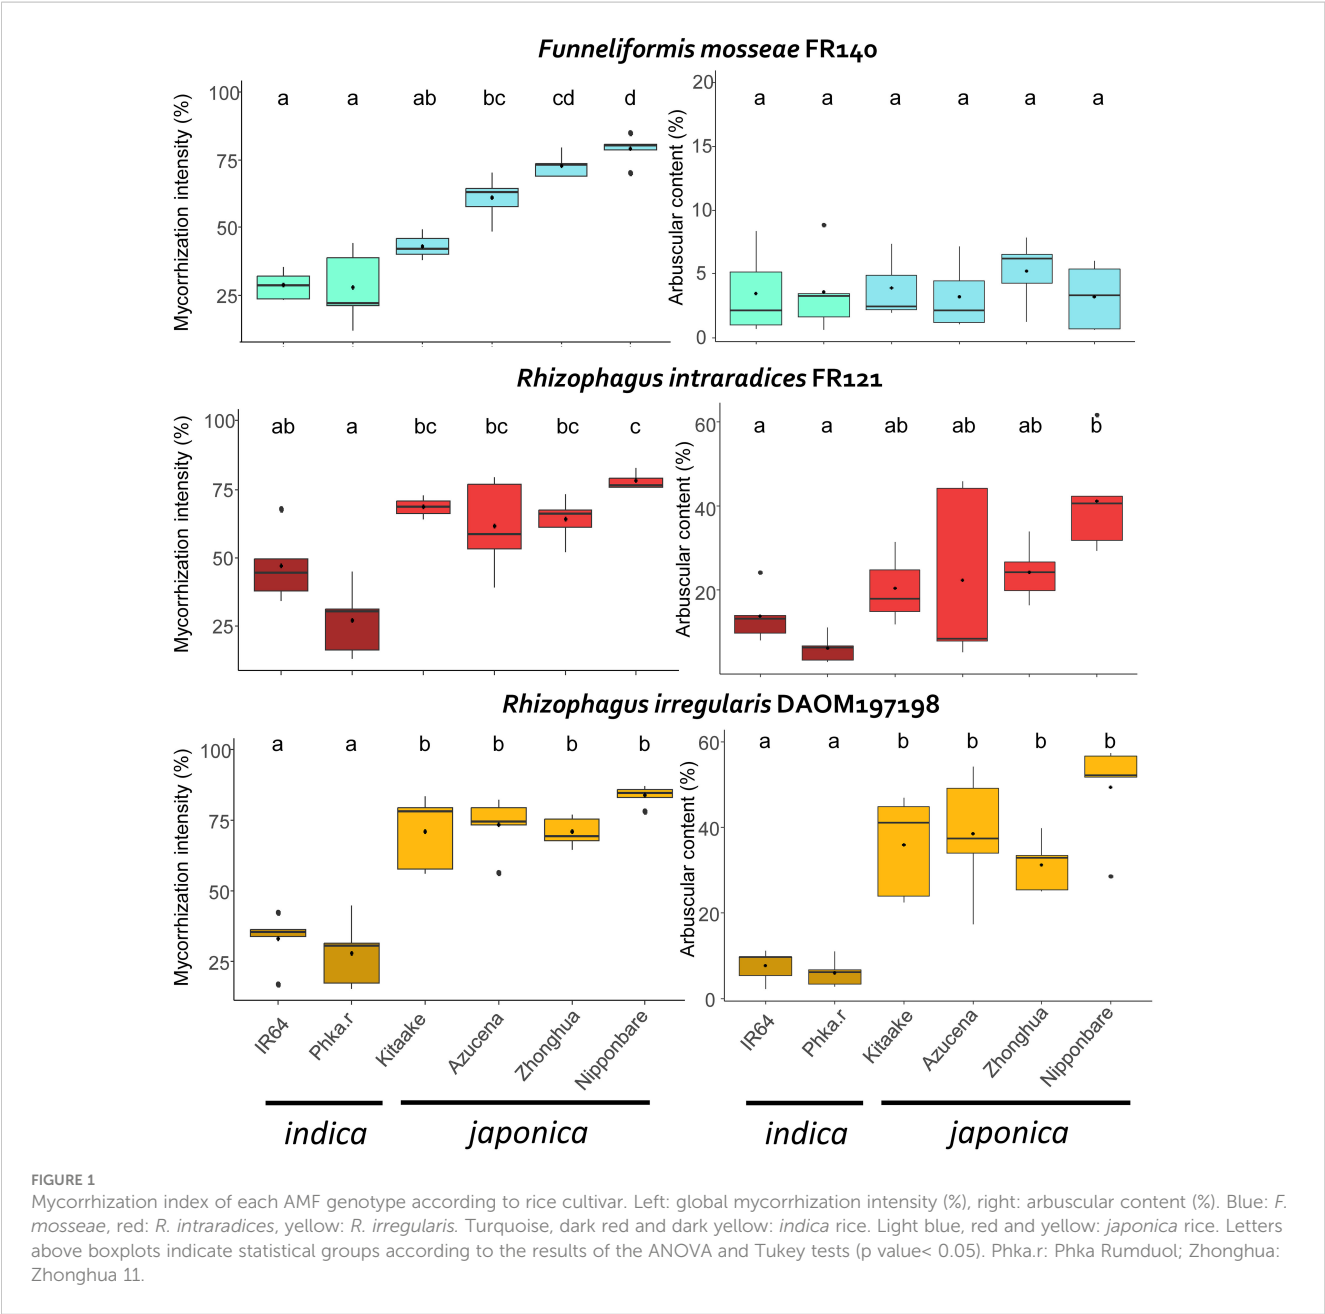 Funneliformis mosseae FR140
Mycorrhization intensity (%)
100
75
50
25
a a ab bc cd d
Arbuscular content (%)
20
15
10
5
0
a a a a a a
Rhizophagus intraradices FR121
Mycorrhization intensity (%)
100
75
50
25
ab a bc bc bc c
Arbuscular content (%)
60
40
20
a a ab ab ab b
Rhizophagus irregularis DAOM197198
Mycorrhization intensity (%)
100
75
50
25
a a b b b b
Arbuscular content (%)
60
40
20
0
a a b b b b
IR64 Phka.r Kitaake Azucena Zhonghua Nipponbare
IR64 Phka.r Kitaake Azucena Zhonghua Nipponbare
indica japonica indica japonica
FIGURE 1
Mycorrhization index of each AMF genotype according to rice cultivar. Left: global mycorrhization intensity (%), right: arbuscular content (%). Blue: F.
mosseae, red: R. intraradices, yellow: R. irregularis. Turquoise, dark red and dark yellow: indica rice. Light blue, red and yellow: japonica rice. Letters
above boxplots indicate statistical groups according to the results of the ANOVA and Tukey tests (p value< 0.05). Phka.r: Phka Rumduol; Zhonghua:
Zhonghua 11.